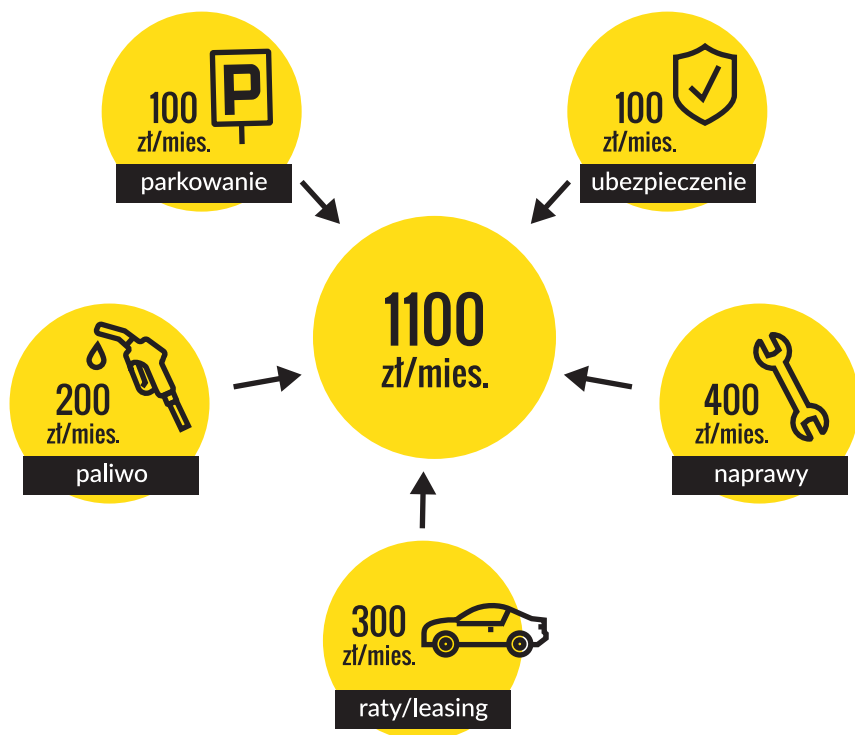 P
100
zł/mies.
parkowanie
100
zł/mies.
ubezpieczenie
1100
zł/mies.
200
zł/mies.
paliwo
400
zł/mies.
naprawy
300
zł/mies.
raty/leasing